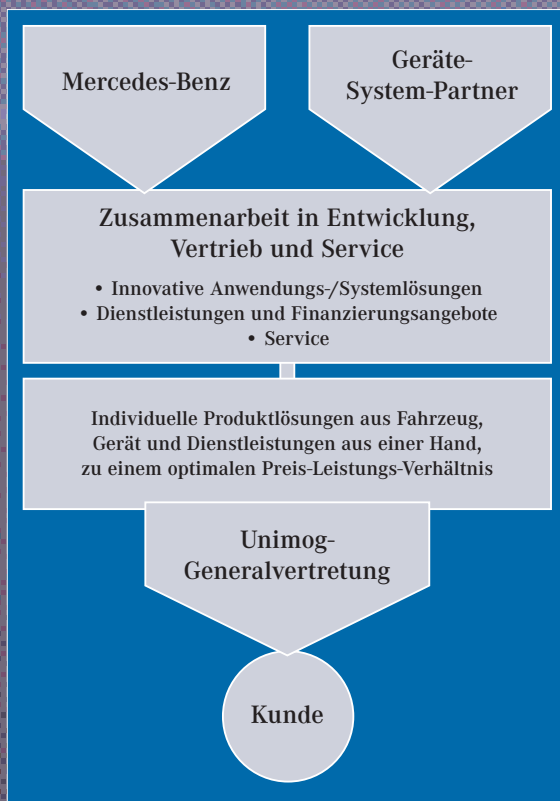 Mercedes-Benz
Geräte-
System-Partner
Zusammenarbeit in Entwicklung,
Vertrieb und Service
• Innovative Anwendungs-/Systemlösungen
• Dienstleistungen und Finanzierungsangebote
• Service
Individuelle Produktlösungen aus Fahrzeug,
Gerät und Dienstleistungen aus einer Hand,
zu einem optimalen Preis-Leistungs-Verhältnis
Unimog-
Generalvertretung
Kunde